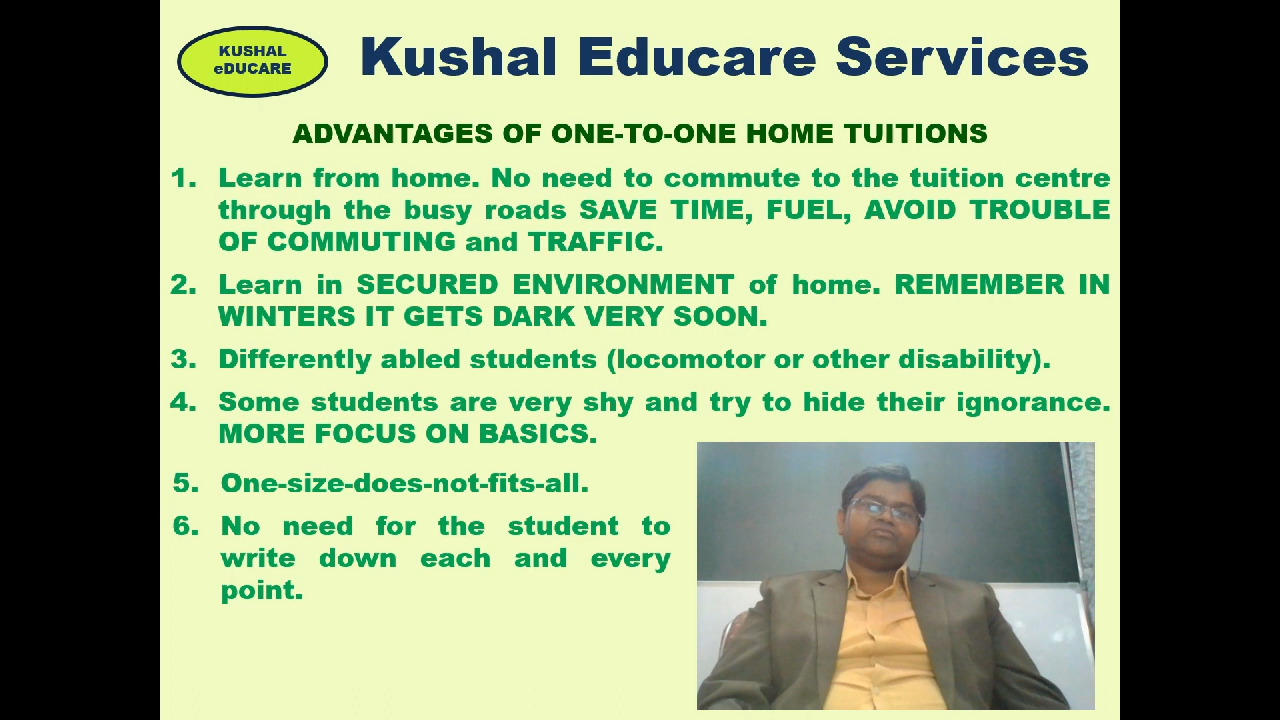 KUSHAL
eDUCARE
Kushal Educare Services
ADVANTAGES OF ONE-TO-ONE HOME TUITIONS
1. Learn from home. No need to commute to the tuition centre
through the busy roads SAVE TIME, FUEL, AVOID TROUBLE
OF COMMUTING and TRAFFIC.
2. Learn in SECURED ENVIRONMENT of home. REMEMBER IN
WINTERS IT GETS DARK VERY SOON.
3. Differently abled students (locomotor or other disability).
4. Some students are very shy and try to hide their ignorance.
MORE FOCUS ON BASICS.
5. One-size-does-not-fits-all.
6. No need for the student to
write down each and every
point.